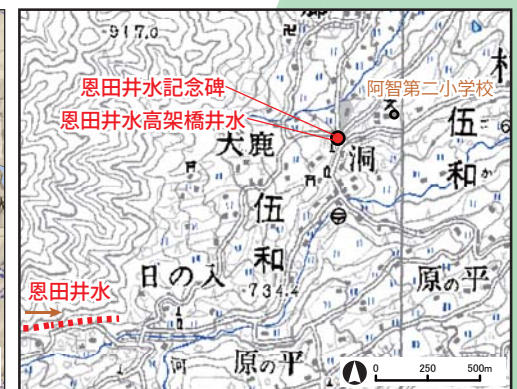 917.0
恩田井水記念碑
阿智第二小学校
恩田井水高架橋井水
大鹿
洞
伍和
伍和
か
日の入
734.4
原の平
恩田井水
原の平
河
0 250 500m